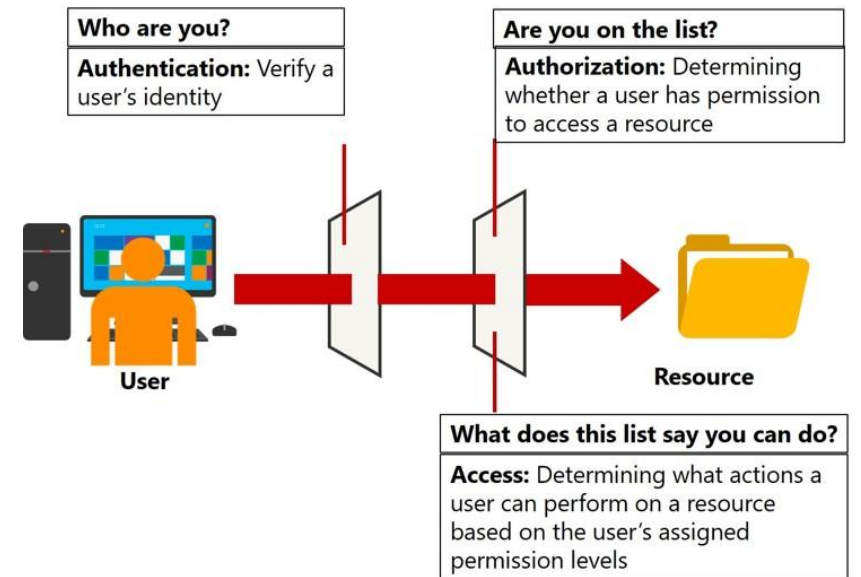 Who are you?
Authentication: Verify a
user's identity
Are you on the list?
Authorization: Determining
whether a user has permission
to access a resource
User
Resource
What does this list say you can do?
Access: Determining what actions a
user can perform on a resource
based on the user's assigned
permission levels